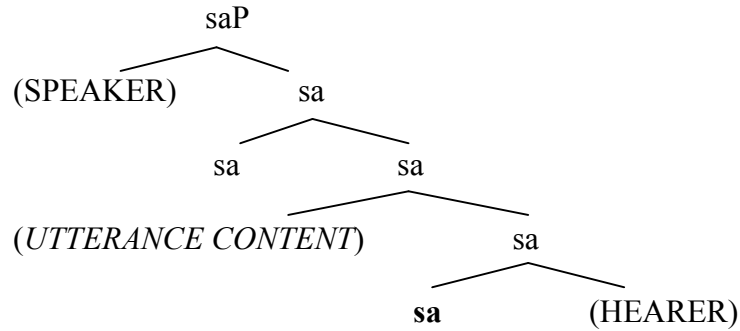 saP
(SPEAKER) sa
sa sa
(UTTERANCE CONTENT) sa
sa (HEARER)